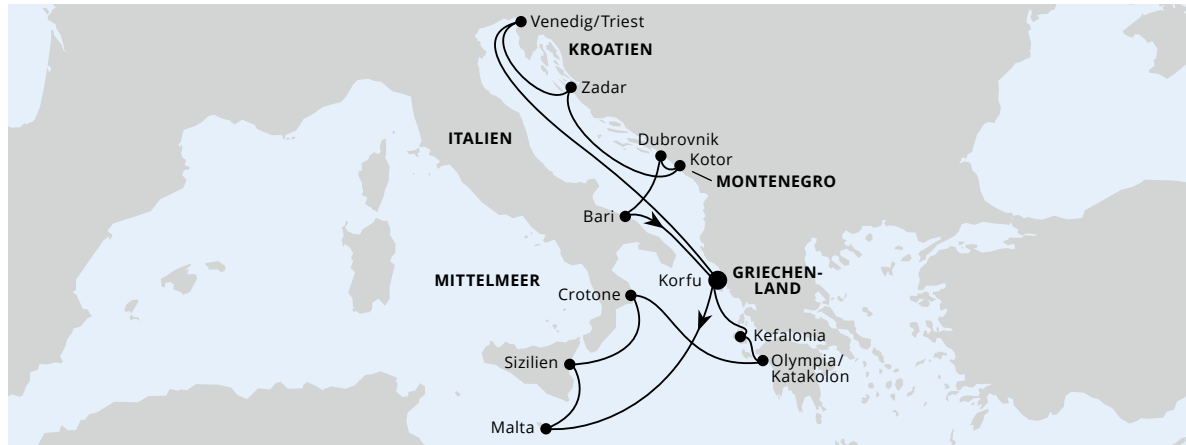 Venedig/Triest
KROATIEN
Zadar
ITALIEN
Dubrovnik
Kotor
MONTENEGRO
Bari
MITTELMEER
Korfu
GRIECHEN-
LAND
Crotone
Kefalonia
Sizilien
Olympia/
Katakolon
Malta